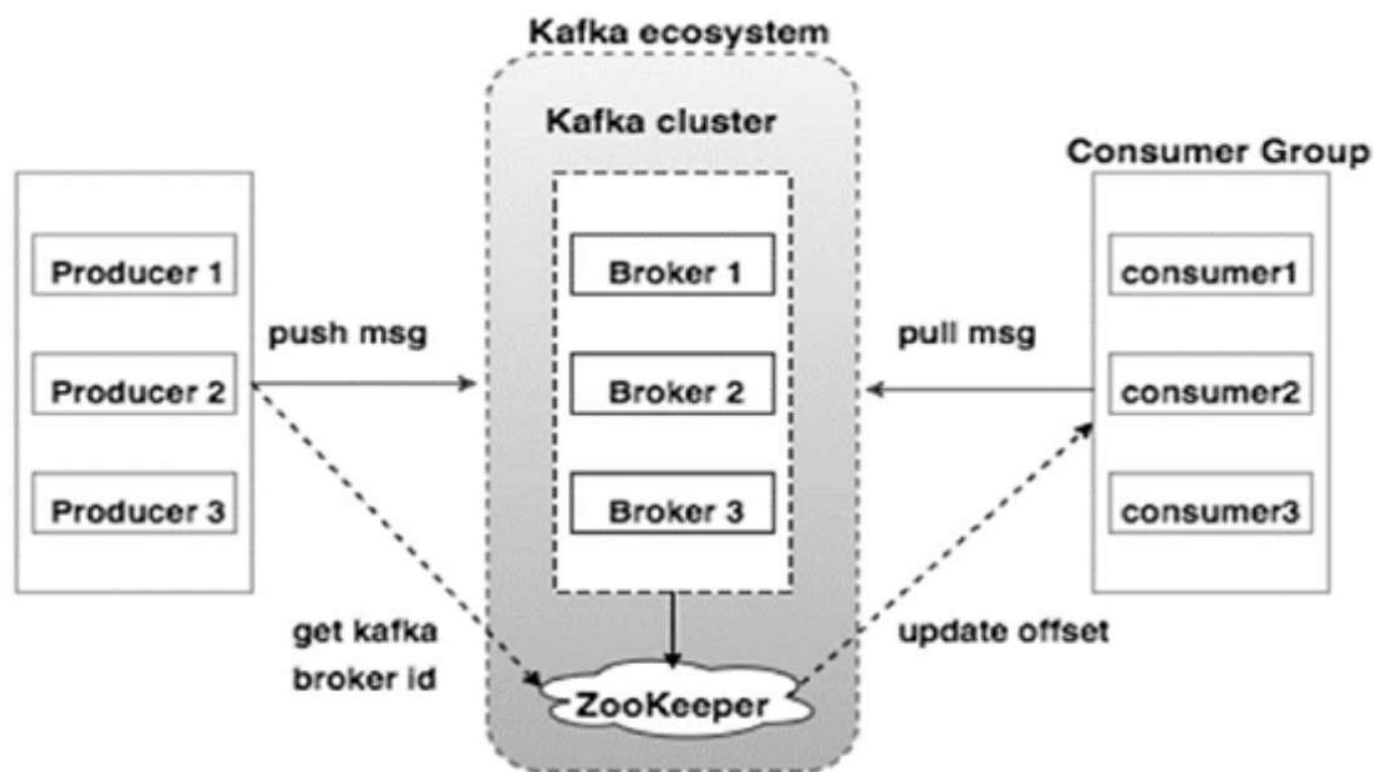 Kafka ecosystem
Kafka cluster
Consumer Group
Producer 1
Producer 2
Producer 3
push msg
Broker 1
Broker 2
Broker 3
pull msg
consumer1
consumer2
consumer3
get kafka
broker id
update offset
ZooKeeper